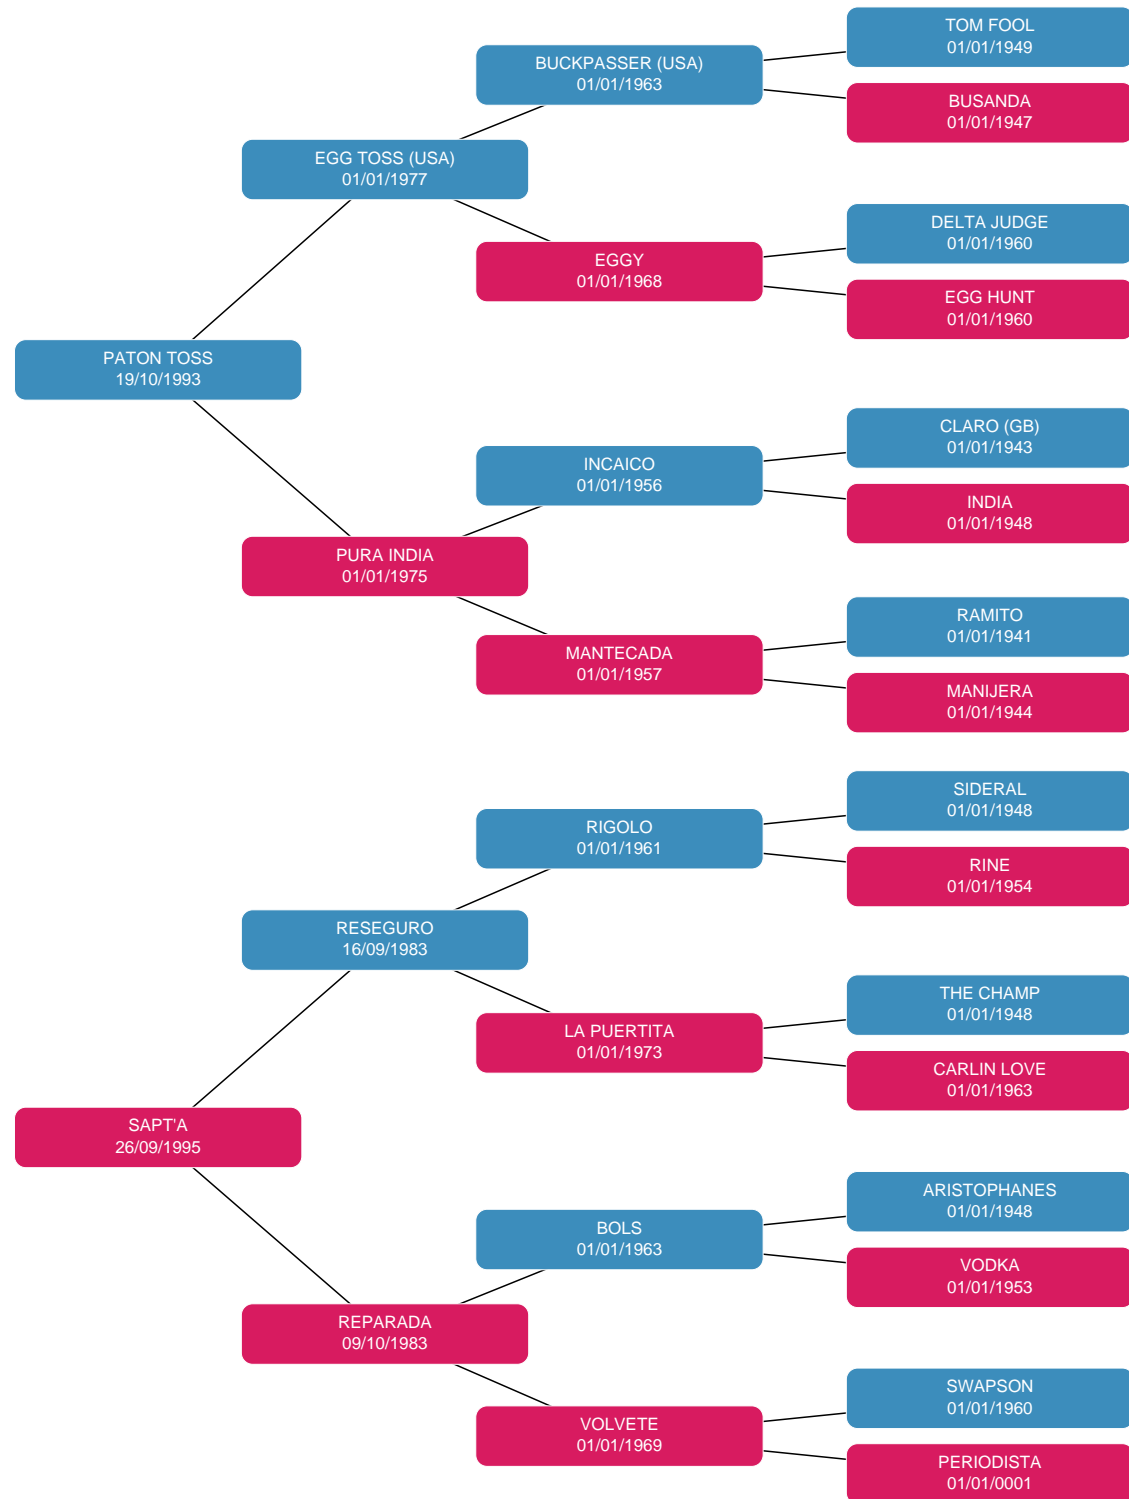 TOM FOOL
01/01/1949
BUCKPASSER (USA)
01/01/1963
BUSANDA
01/01/1947
EGG TOSS (USA)
01/01/1977
DELTA JUDGE
01/01/1960
EGGY
01/01/1968
EGG HUNT
01/01/1960
PATON TOSS
19/10/1993
CLARO (GB)
01/01/1943
INCAICO
01/01/1956
INDIA
01/01/1948
PURA INDIA
01/01/1975
RAMITO
01/01/1941
MANTECADA
01/01/1957
MANIJERA
01/01/1944
SIDERAL
01/01/1948
RIGOLO
01/01/1961
RINE
01/01/1954
RESEGURO
16/09/1983
THE CHAMP
01/01/1948
LA PUERTITA
01/01/1973
CARLIN LOVE
01/01/1963
SAPT'A
26/09/1995
ARISTOPHANES
01/01/1948
BOLS
01/01/1963
VODKA
01/01/1953
REPARADA
09/10/1983
SWAPSON
01/01/1960
VOLVETE
01/01/1969
PERIODISTA
01/01/0001